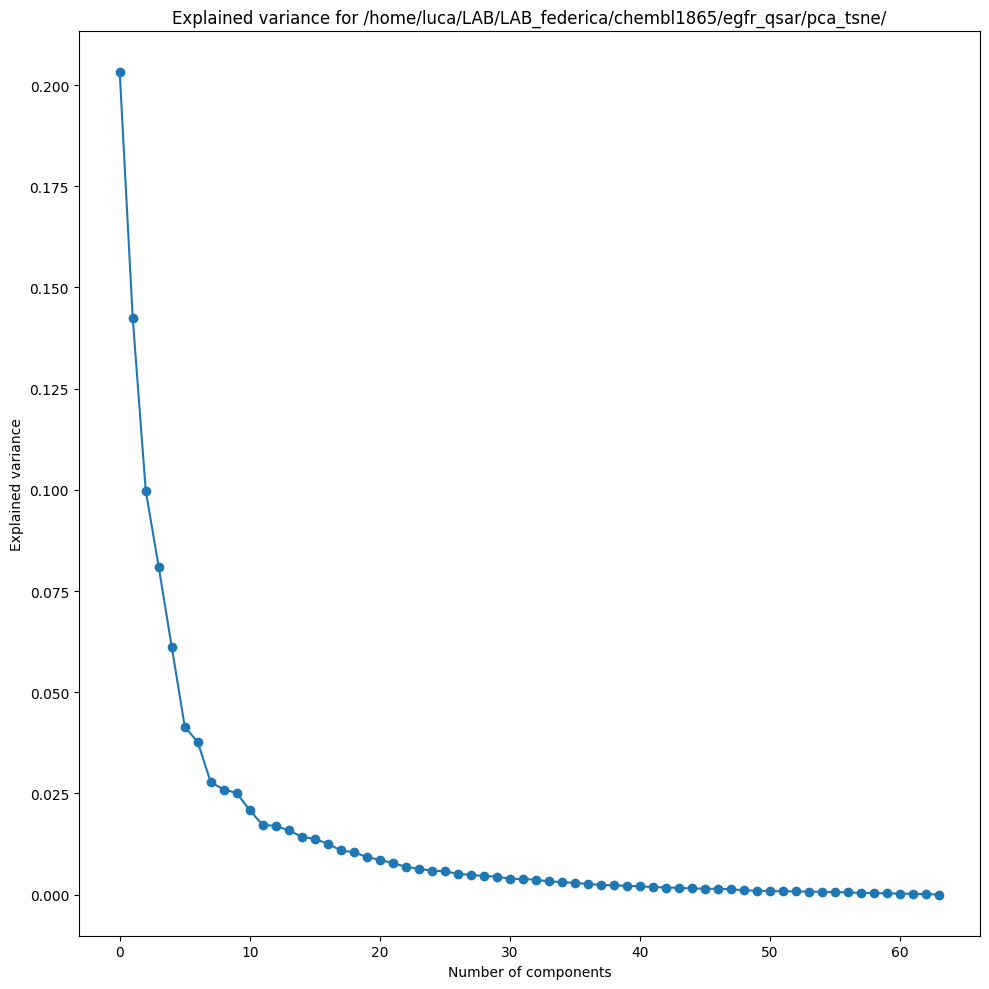 Explained variance for /home/luca/LAB/LAB_federica/chembl1865/egfr_qsar/pca_tsne/
0.200
0.175
0.150
0.125
0.100
0.075
0.050
0.025
0.000
Explained variance
0 10 20 30 40 50 60
Number of components